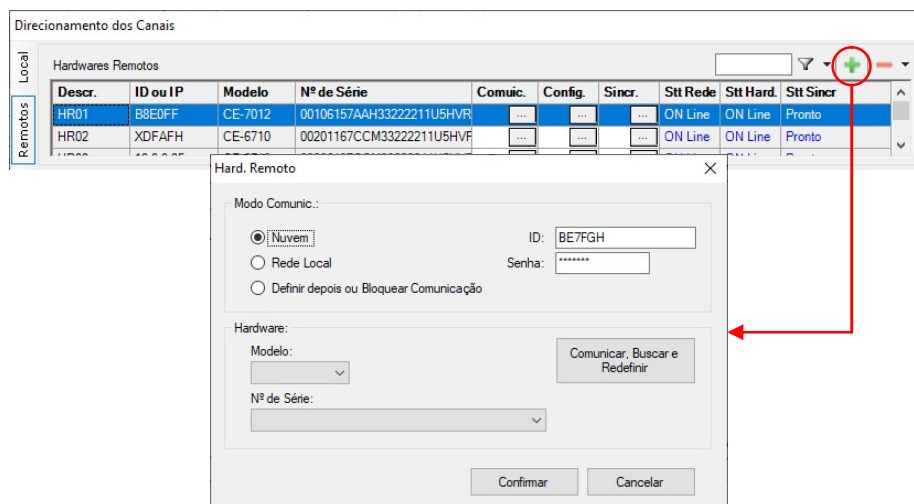 Direcionamento dos Canais
Local
Remotos
Hardwares Remotos
Descr. ID ou IP Modelo Nº de Série Comuic. Config. Sincr. Stt Rede Stt Hard. Stt Sincr
HR01 B8E0FF CE-7012 00106157AAH33222211U5HVR ... ... ... ON Line ON Line Pronto
HR02 XDFAFH CE-6710 00201167CCM33222211U5HVF ... ... ... ON Line ON Line Pronto
Hard. Remoto
Modo Comunic.:
Nuvem ID: BE7FGH
Rede Local Senha: *******
Definir depois ou Bloquear Comunicação
Hardware:
Modelo:
Comunicar, Buscar e
Redefinir
Nº de Série:
Confirmar Cancelar